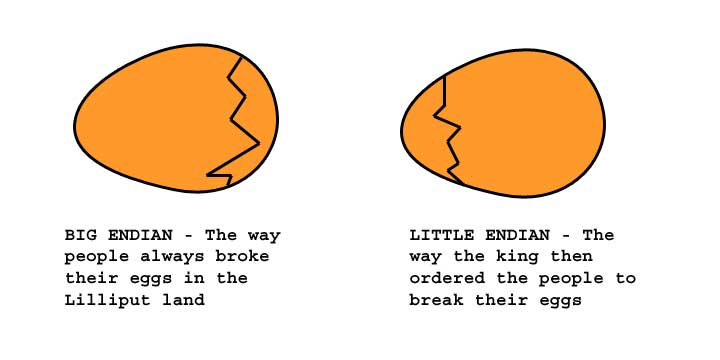 BIG ENDIAN - The way
people always broke
their eggs in the
Lilliput land
LITTLE ENDIAN - The
way the king then
ordered the people to
break their eggs